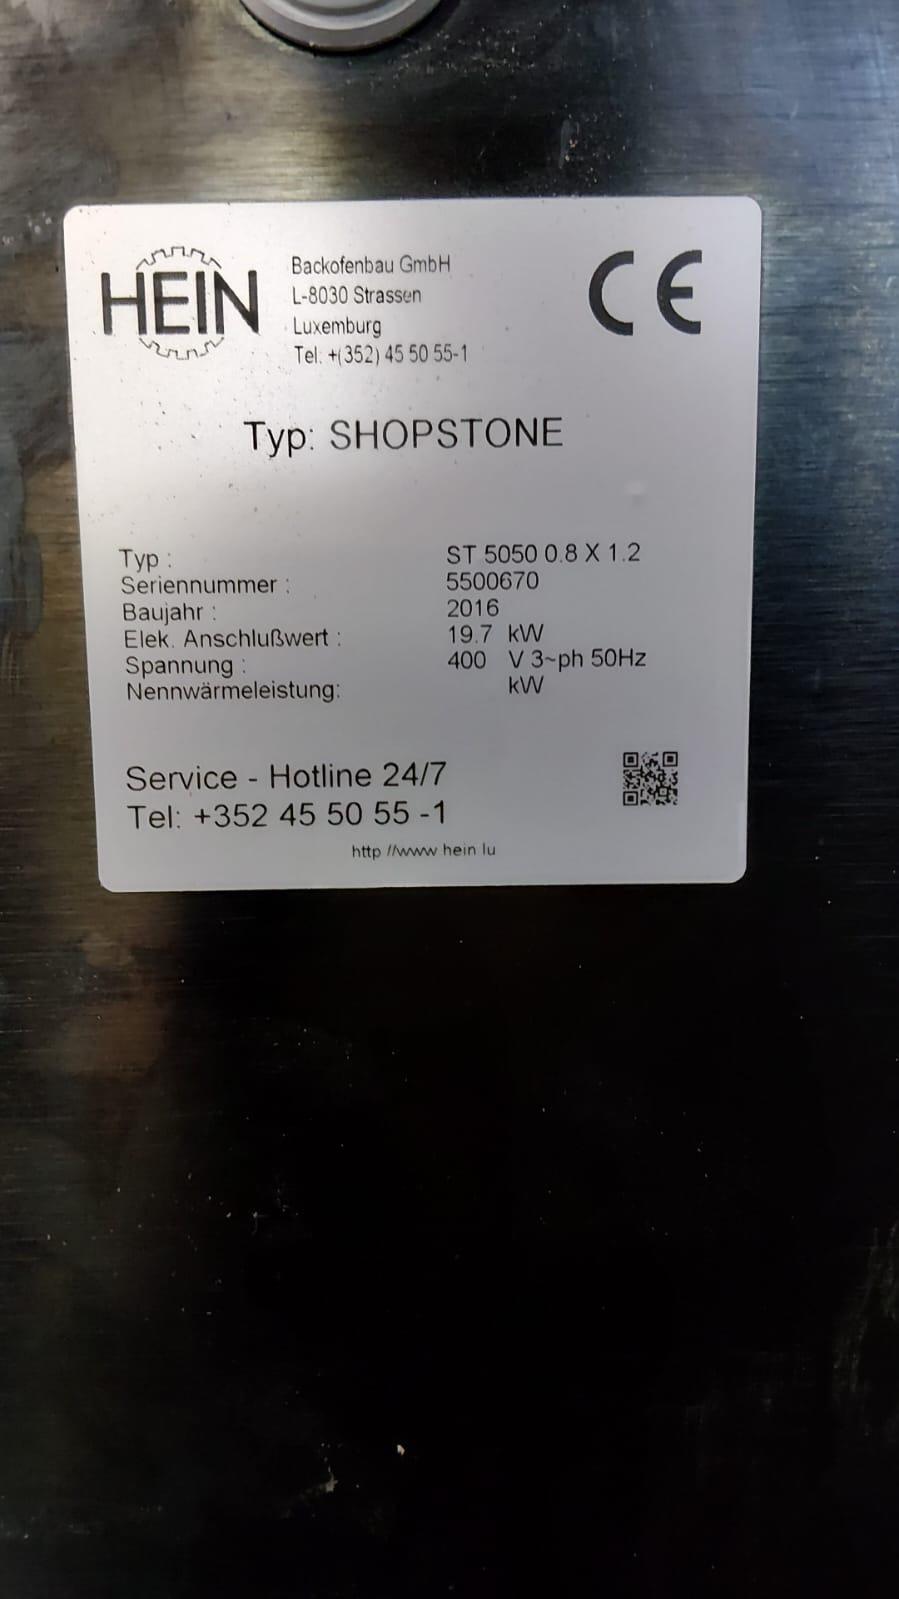 HEIN
Backofenbau GmbH
L-8030 Strassen
Luxemburg
Tel: +(352) 45 50 55-1
CE
Typ: SHOPSTONE
Typ : ST 5050 0.8 X 1.2
Seriennummer : 5500670
Baujahr : 2016
Elek. Anschlußwert : 19.7 kW
Spannung : 400 V 3~ph 50Hz
Nennwärmeleistung: kW
Service - Hotline 24/7
Tel: +352 45 50 55 -1
http //www hein lu